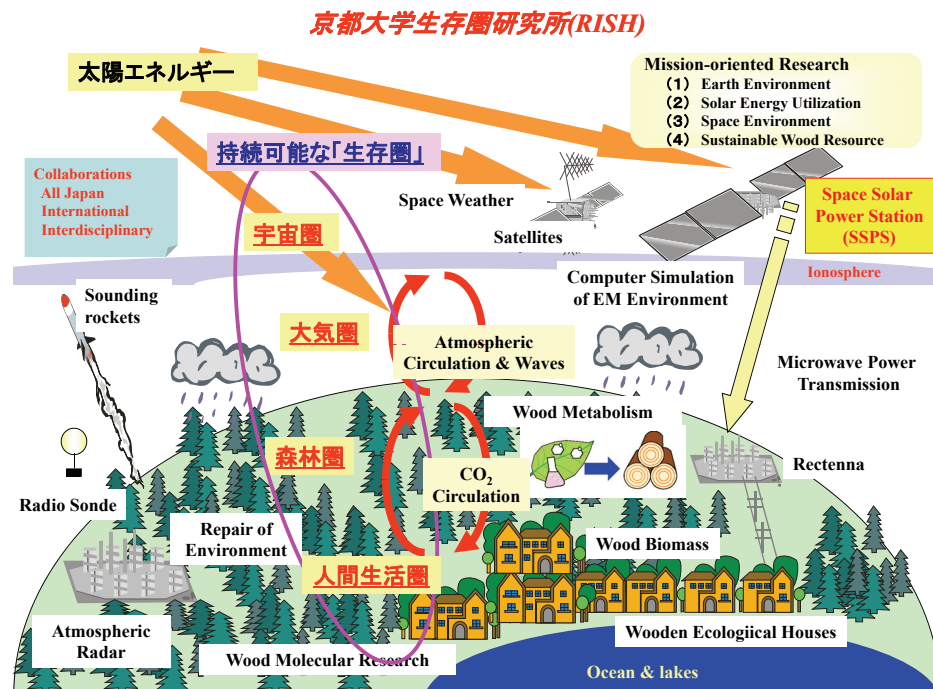 京都大学生存圏研究所(RISH)
太陽エネルギー
Mission-oriented Research
(1) Earth Environment
(2) Solar Energy Utilization
(3) Space Environment
(4) Sustainable Wood Resource
持続可能な「生存圏」
Collaborations
All Japan
International
Interdisciplinary
Space Weather
Satellites
Space Solar
Power Station
(SSPS)
宇宙圏
Ionosphere
Computer Simulation
of EM Environment
Sounding
rockets
大気圏
Atmospheric
Circulation & Waves
Microwave Power
Transmission
Wood Metabolism
森林圏
CO₂
Circulation
Rectenna
Radio Sonde
Repair of
Environment
Wood Biomass
人間生活圏
Atmospheric
Radar
Wooden Ecologiical Houses
Wood Molecular Research
Ocean & lakes